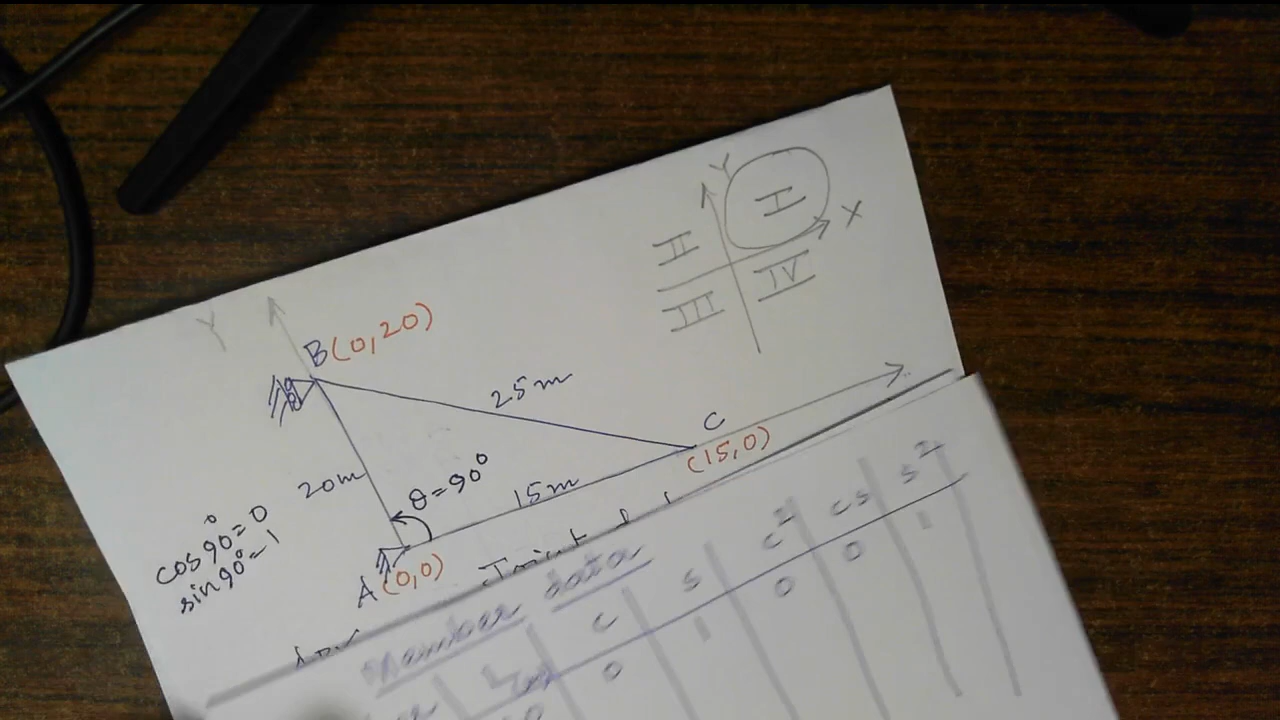 Y
II
I
X
III
IV
Y
B(0,20)
25m
C
(15,0)
20m
θ=90°
15m
cos90°=0
sin90°=1
A(0,0)
Joint
Member data
C S C² CS S²
0 1 0 0 1